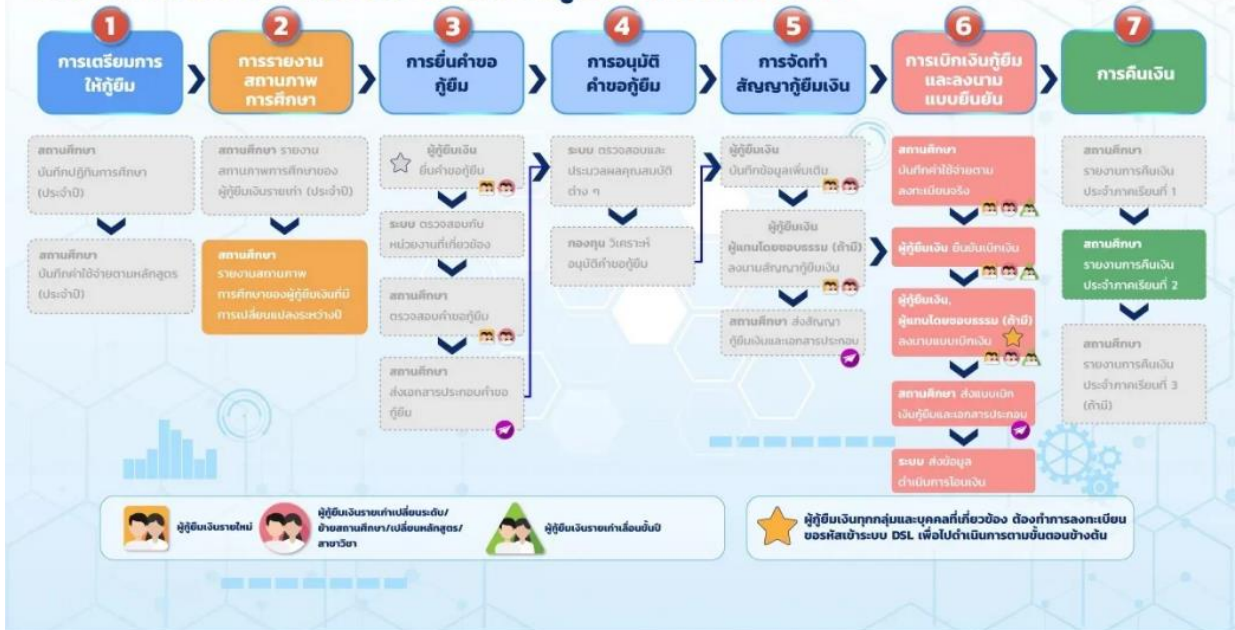 1
การเตรียมการ
ให้กู้ยืม
2
การรายงาน
สถานภาพ
การศึกษา
3
การยื่นคำขอ
กู้ยืม
4
การอนุมัติ
คำขอกู้ยืม
5
การจัดทำ
สัญญากู้ยืมเงิน
6
การเบิกเงินกู้ยืม
และลงนาม
แบบยืนยัน
7
การคืนเงิน
สถานศึกษา
บันทึกปฏิทินการศึกษา
(ประจำปี)
สถานศึกษา
บันทึกค่าใช้จ่ายตามหลักสูตร
(ประจำปี)
สถานศึกษา รายงาน
สถานภาพการศึกษาของ
ผู้กู้ยืมเงินรายเก่า (ประจำปี)
สถานศึกษา
รายงานสถานภาพ
การศึกษาของผู้กู้ยืมเงินที่มี
การเปลี่ยนแปลงระหว่างปี
ผู้กู้ยืมเงิน
ยื่นคำขอกู้ยืม
ระบบ ตรวจสอบกับ
หน่วยงานที่เกี่ยวข้อง
สถานศึกษา
ตรวจสอบคำขอกู้ยืม
สถานศึกษา
ส่งเอกสารประกอบคำขอ
กู้ยืม
ระบบ ตรวจสอบและ
ประมวลผลคุณสมบัติ
ต่าง ๆ
กองทุน วิเคราะห์
อนุมัติคำขอกู้ยืม
ผู้กู้ยืมเงิน
บันทึกข้อมูลเพิ่มเติม
ผู้กู้ยืมเงิน
ผู้แทนโดยชอบธรรม (ถ้ามี)
ลงนามสัญญากู้ยืมเงิน
สถานศึกษา ส่งสัญญา
กู้ยืมเงินและเอกสารประกอบ
สถานศึกษา
บันทึกค่าใช้จ่ายตาม
ลงทะเบียนจริง
ผู้กู้ยืมเงิน ยืนยันเบิกเงิน
ผู้กู้ยืมเงิน,
ผู้แทนโดยชอบธรรม (ถ้ามี)
ลงนามแบบเบิกเงิน
สถานศึกษา ส่งแบบเบิก
เงินกู้ยืมและเอกสารประกอบ
ระบบ ส่งข้อมูล
ดำเนินการโอนเงิน
สถานศึกษา
รายงานการคืนเงิน
ประจำภาคเรียนที่ 1
สถานศึกษา
รายงานการคืนเงิน
ประจำภาคเรียนที่ 2
สถานศึกษา
รายงานการคืนเงิน
ประจำภาคเรียนที่ 3
(ถ้ามี)
ผู้กู้ยืมเงินรายใหม่
ผู้กู้ยืมเงินรายเก่าเปลี่ยนระดับ/
ย้ายสถานศึกษา/เปลี่ยนหลักสูตร/
สาขาวิชา
ผู้กู้ยืมเงินรายเก่าเลื่อนชั้นปี
ผู้กู้ยืมเงินทุกกลุ่มและบุคคลที่เกี่ยวข้อง ต้องทำการลงทะเบียน
ขอรหัสเข้าระบบ DSL เพื่อไปดำเนินการตามขั้นตอนข้างต้น